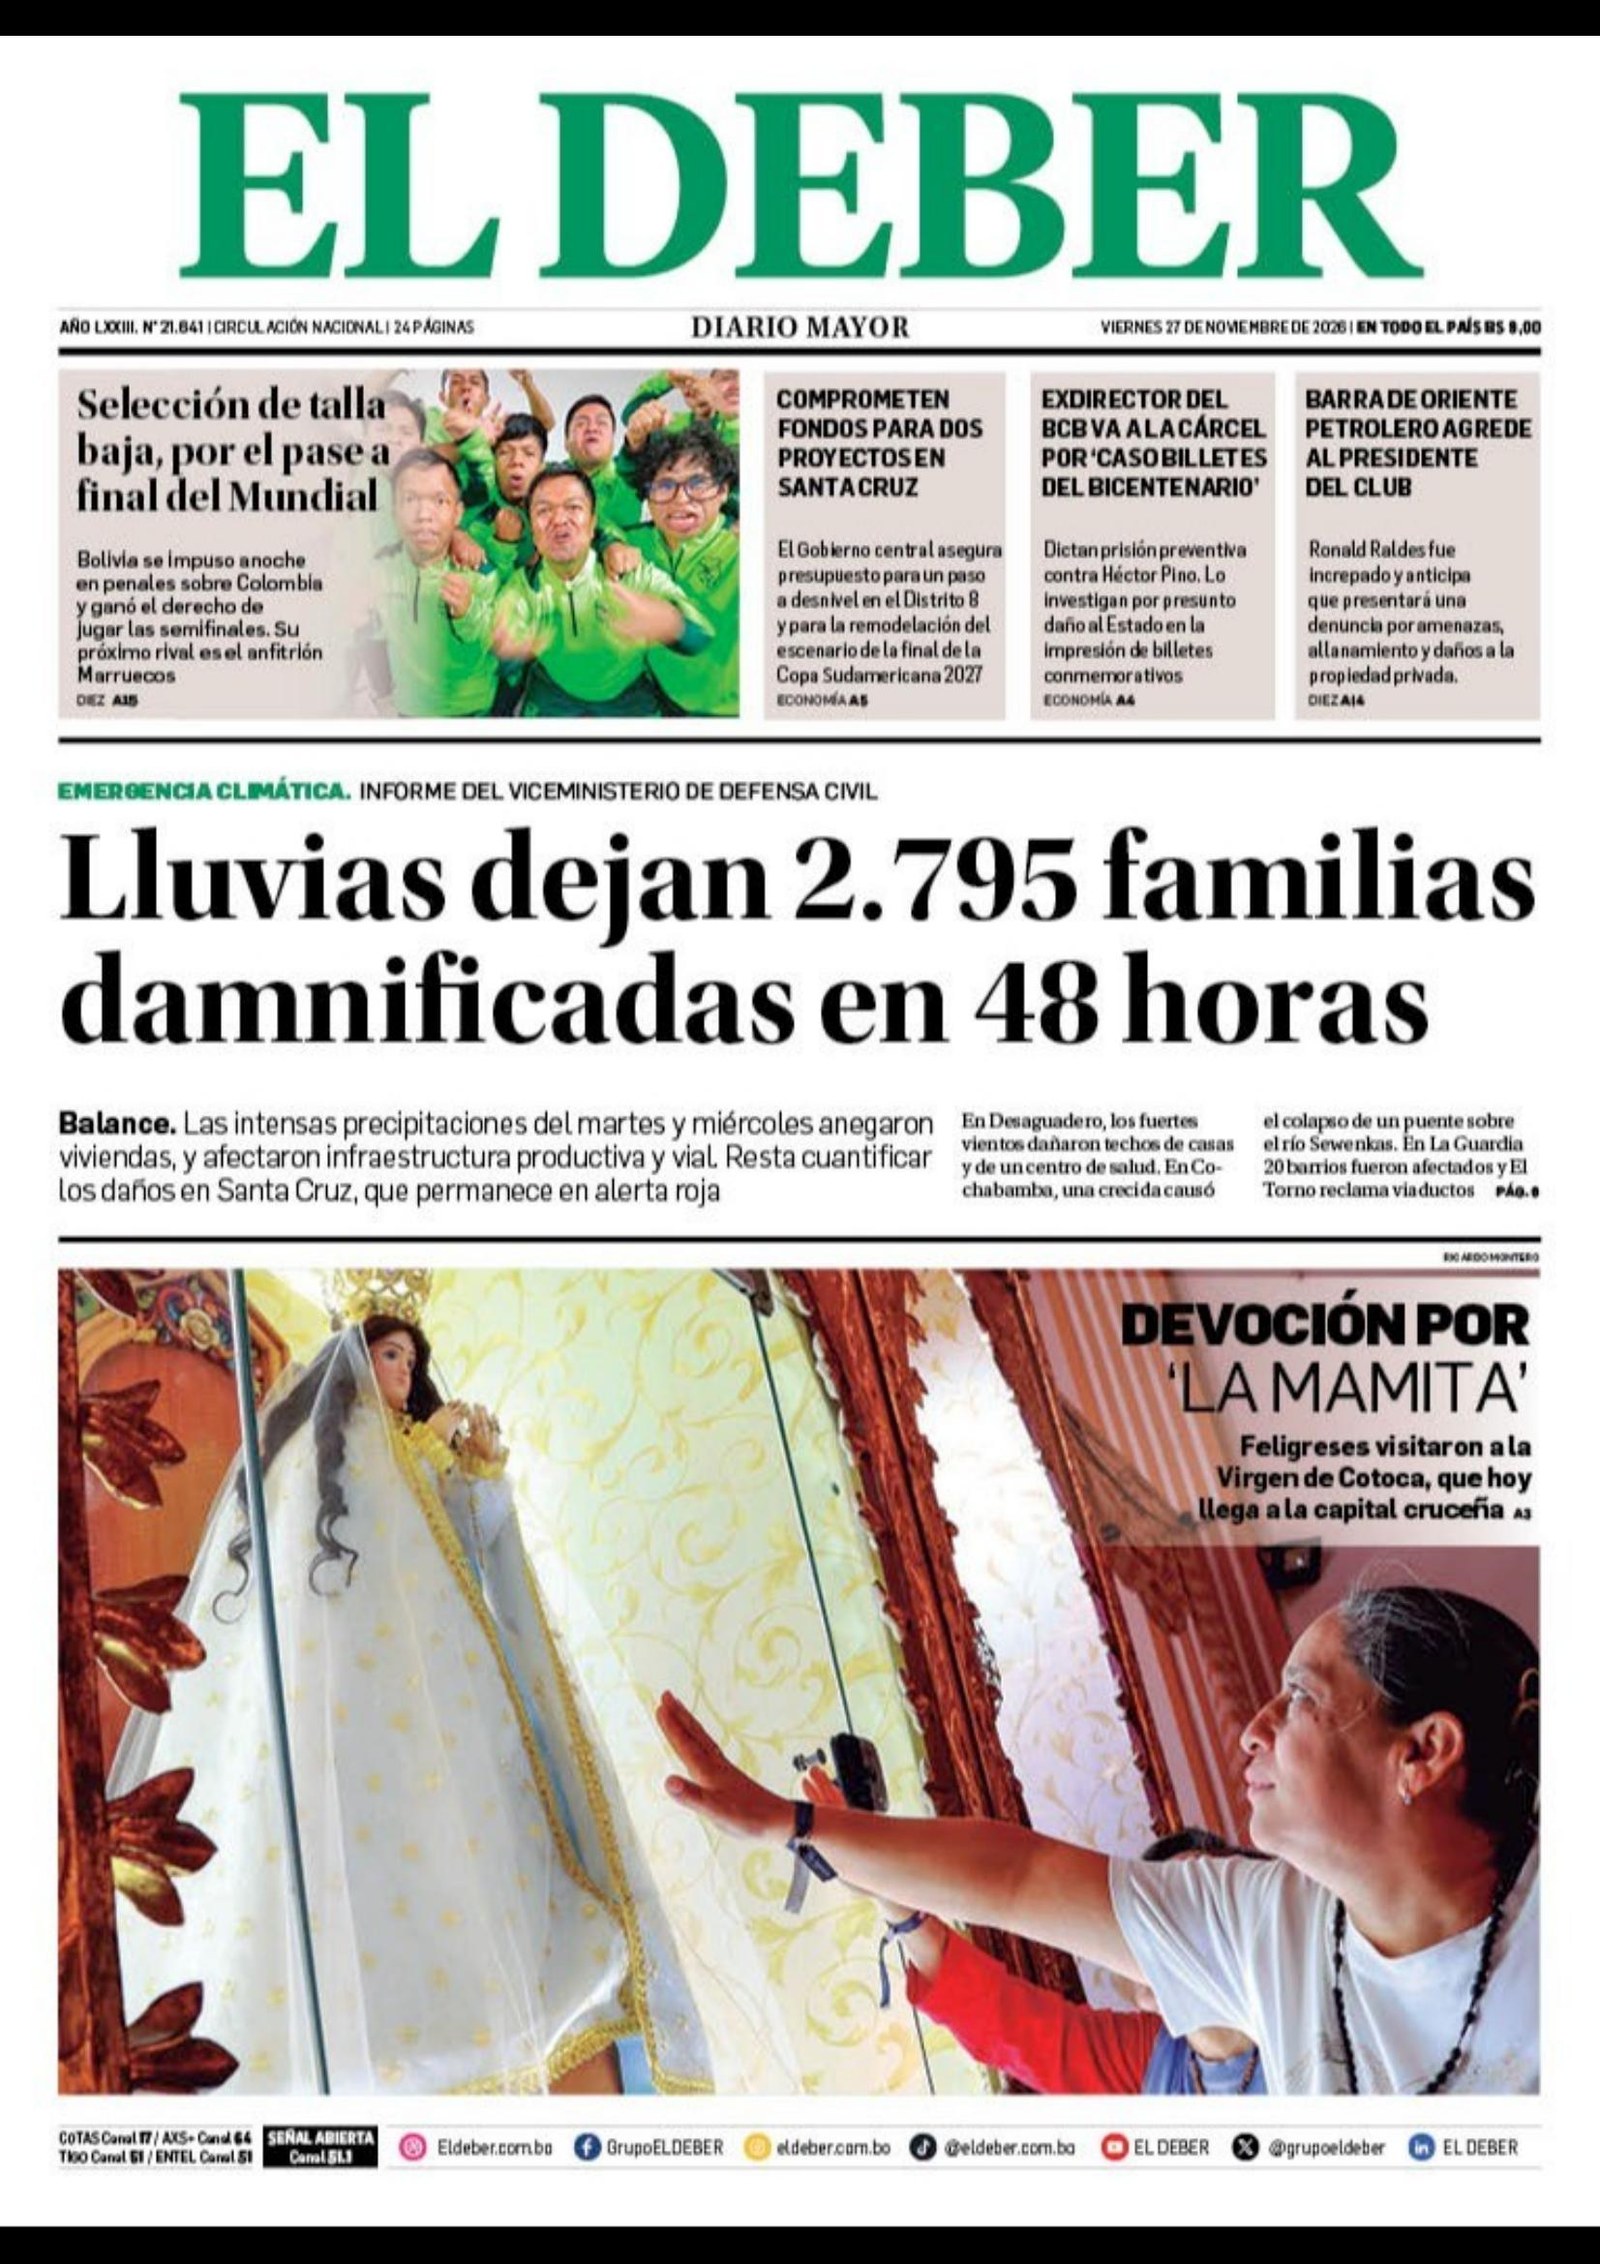 EL DEBER
AÑO LXXIII. N° 21.641 | CIRCULACIÓN NACIONAL | 24 PÁGINAS
DIARIO MAYOR
VIERNES 27 DE NOVIEMBRE DE 2026 | EN TODO EL PAÍS BS 8,00
Selección de talla
baja, por el pase a
final del Mundial
Bolivia se impuso anoche
en penales sobre Colombia
y ganó el derecho de
jugar las semifinales. Su
próximo rival es el anfitrión
Marruecos
DIEZ A15
COMPROMETEN
FONDOS PARA DOS
PROYECTOS EN
SANTA CRUZ
El Gobierno central asegura
presupuesto para un paso
a desnivel en el Distrito 8
y para la remodelación del
escenario de la final de la
Copa Sudamericana 2027
ECONOMÍA A5
EXDIRECTOR DEL
BCB VA A LA CÁRCEL
POR ‘CASO BILLETES
DEL BICENTENARIO’
Dictan prisión preventiva
contra Héctor Pino. Lo
investigan por presunto
daño al Estado en la
impresión de billetes
conmemorativos
ECONOMÍA A4
BARRA DE ORIENTE
PETROLERO AGREDE
AL PRESIDENTE
DEL CLUB
Ronald Raldes fue
increpado y anticipa
que presentará una
denuncia por amenazas,
allanamiento y daños a la
propiedad privada.
DIEZ A14
EMERGENCIA CLIMÁTICA. INFORME DEL VICEMINISTERIO DE DEFENSA CIVIL
Lluvias dejan 2.795 familias
damnificadas en 48 horas
Balance. Las intensas precipitaciones del martes y miércoles anegaron
viviendas, y afectaron infraestructura productiva y vial. Resta cuantificar
los daños en Santa Cruz, que permanece en alerta roja
En Desaguadero, los fuertes
vientos dañaron techos de casas
y de un centro de salud. En Co-
chabamba, una crecida causó
el colapso de un puente sobre
el río Sewenkas. En La Guardia
20 barrios fueron afectados y El
Torno reclama viaductos PÁG. 8
RICARDO MONTERO
DEVOCIÓN POR
‘LA MAMITA’
Feligreses visitaron a la
Virgen de Cotoca, que hoy
llega a la capital cruceña A3
COTAS Canal 17 / AXS+ Canal 64
TIGO Canal 51 / ENTEL Canal 51
SEÑAL ABIERTA
Canal 51.1
Eldeber.com.bo
GrupoELDEBER
eldeber.com.bo
@eldeber.com.bo
EL DEBER
@grupoeldeber
EL DEBER